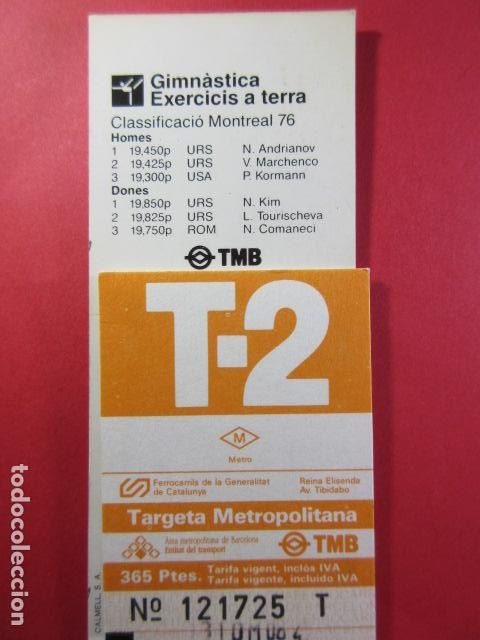 Gimnàstica
Exercicis a terra
Classificació Montreal 76
Homes
1 19,450p URS N. Andrianov
2 19,425p URS V. Marchenco
3 19,300p USA P. Kormann
Dones
1 19,850p URS N. Kim
2 19,825p URS L. Tourischeva
3 19,750p ROM N. Comaneci
TMB
T-2
M
Metro
Ferrocarrils de la Generalitat
de Catalunya
Reina Elisenda
Av. Tibidabo
Targeta Metropolitana
Àrea metropolitana de Barcelona
Entitat del transport
TMB
365 Ptes. Tarifa vigent, inclòs IVA
Tarifa vigente, incluido IVA
CALMELL, S. A.
Nº 121725 T
todocoleccion